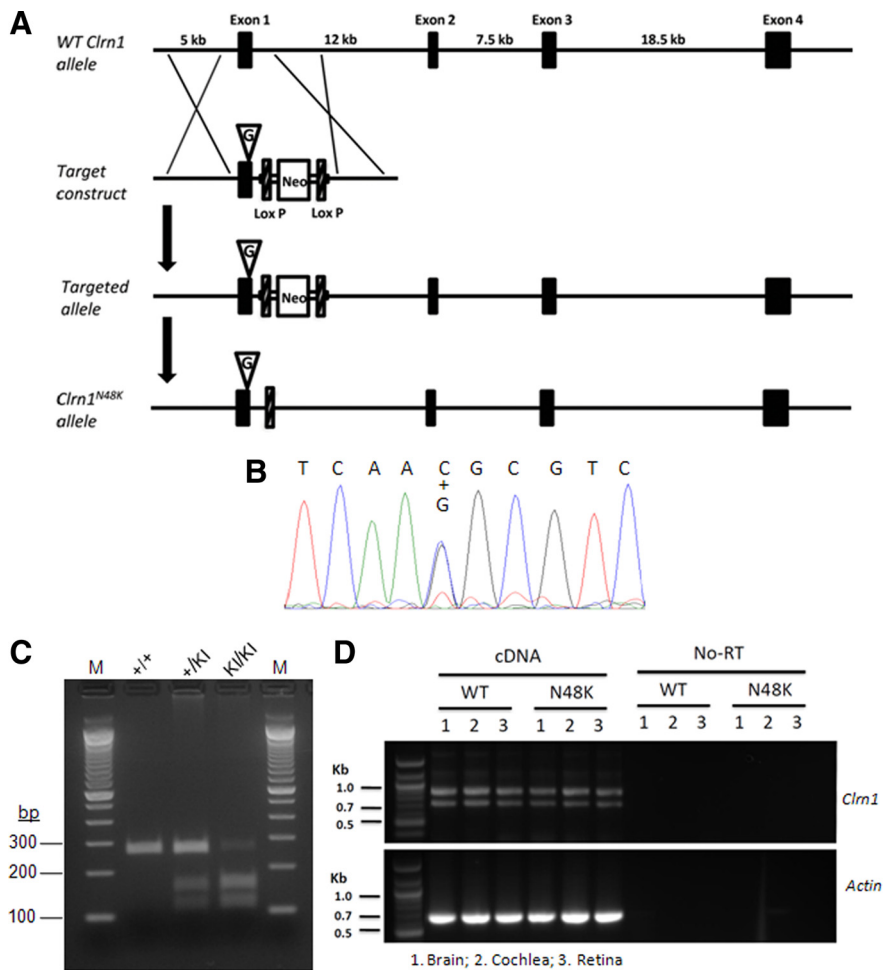 A
WT Clrn1 allele
Exon 1 Exon 2 Exon 3 Exon 4
5 kb 12 kb 7.5 kb 18.5 kb
G
Target construct
Neo
Lox P Lox P
G
Targeted allele
Neo
G
Clrn1N48K allele
B
T C A A C G C G T C
+
G
C
M +/+ +/KI KI/KI M
bp
300
200
100
D
cDNA No-RT
WT N48K WT N48K
1 2 3 1 2 3 1 2 3 1 2 3
Kb
1.0
0.7
0.5
Clrn1
Kb
1.0
0.7
0.5
Actin
1. Brain; 2. Cochlea; 3. Retina